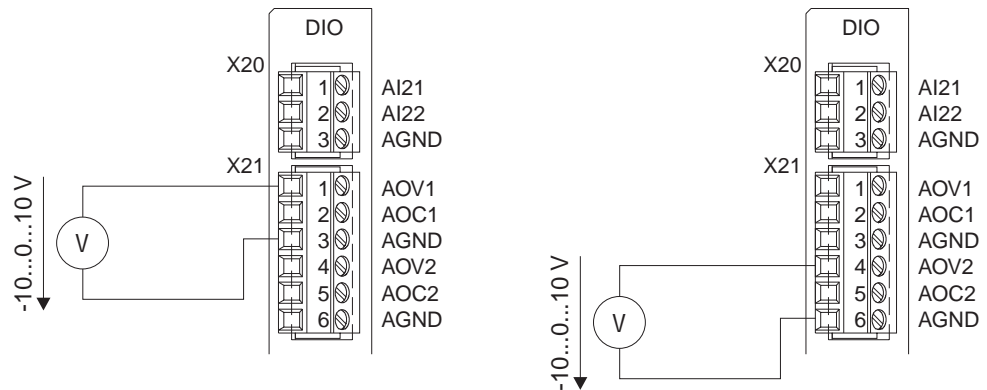 DIO
X20
1 AI21
2 AI22
3 AGND
X21
1 AOV1
2 AOC1
3 AGND
4 AOV2
5 AOC2
6 AGND
V
-10...0...10 V
DIO
X20
1 AI21
2 AI22
3 AGND
X21
1 AOV1
2 AOC1
3 AGND
4 AOV2
5 AOC2
6 AGND
V
-10...0...10 V